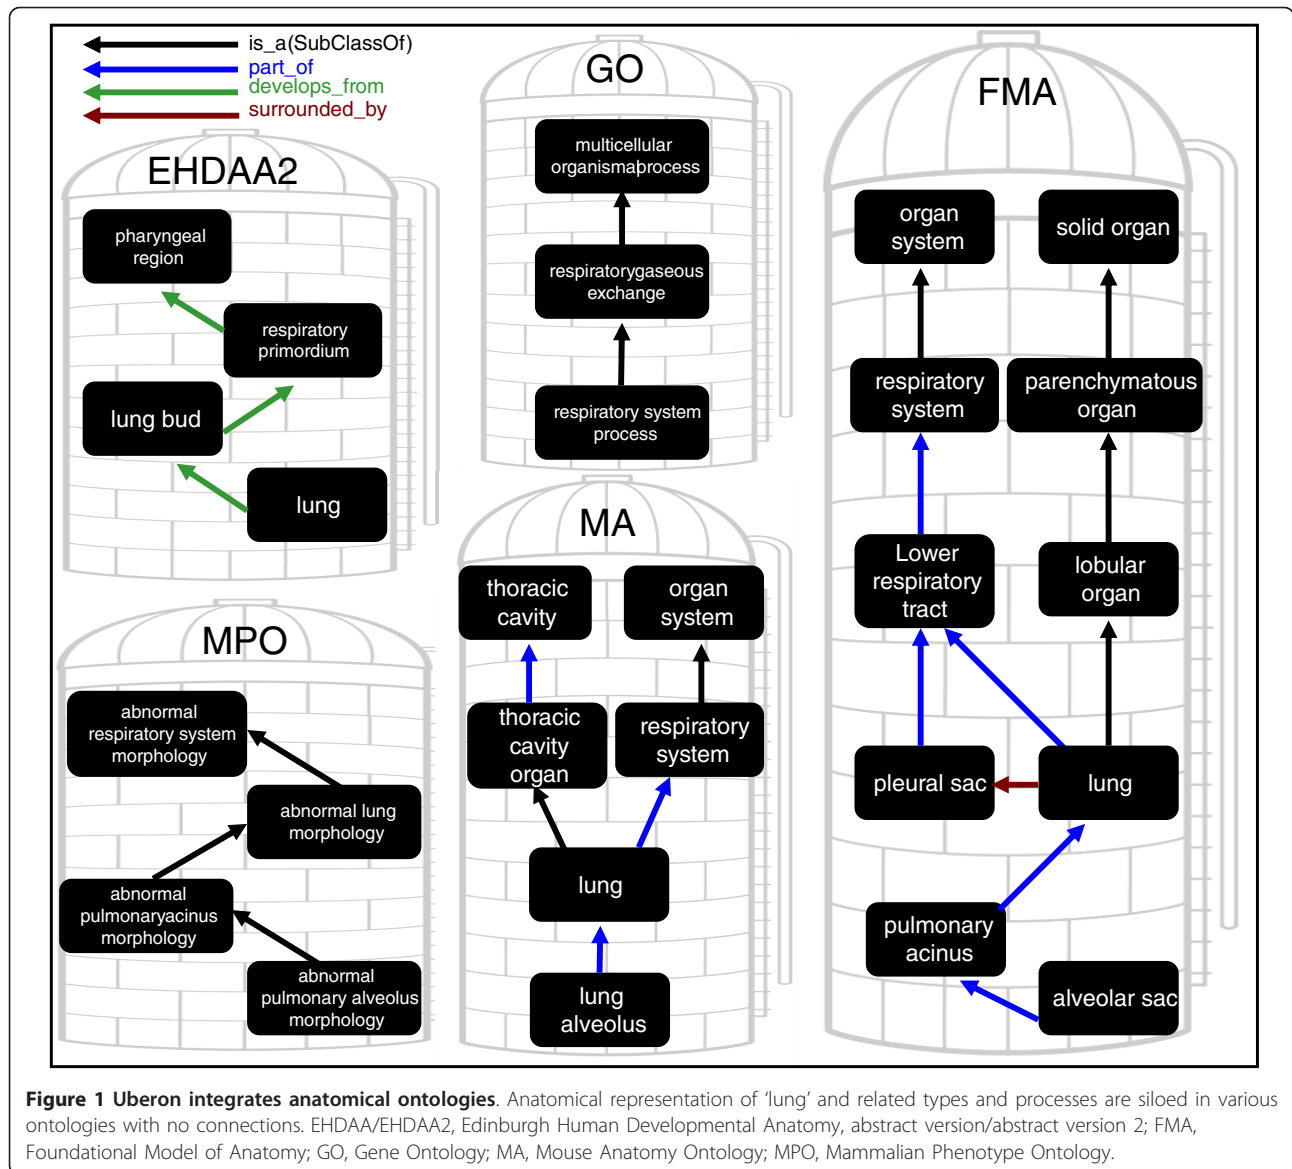 is_a(SubClassOf)
part_of
develops_from
surrounded_by
EHDAA2
pharyngeal
region
respiratory
primordium
lung bud
lung
MPO
abnormal
respiratory system
morphology
abnormal lung
morphology
abnormal
pulmonaryacinus
morphology
abnormal
pulmonary alveolus
morphology
GO
multicellular
organismalprocess
respiratorygaseous
exchange
respiratory system
process
MA
thoracic
cavity
organ
system
thoracic
cavity
organ
respiratory
system
lung
lung
alveolus
FMA
organ
system
solid organ
respiratory
system
parenchymatous
organ
Lower
respiratory
tract
lobular
organ
pleural sac
lung
pulmonary
acinus
alveolar sac
Figure 1 Uberon integrates anatomical ontologies. Anatomical representation of ‘lung’ and related types and processes are siloed in various
ontologies with no connections. EHDAA/EHDAA2, Edinburgh Human Developmental Anatomy, abstract version/abstract version 2; FMA,
Foundational Model of Anatomy; GO, Gene Ontology; MA, Mouse Anatomy Ontology; MPO, Mammalian Phenotype Ontology.